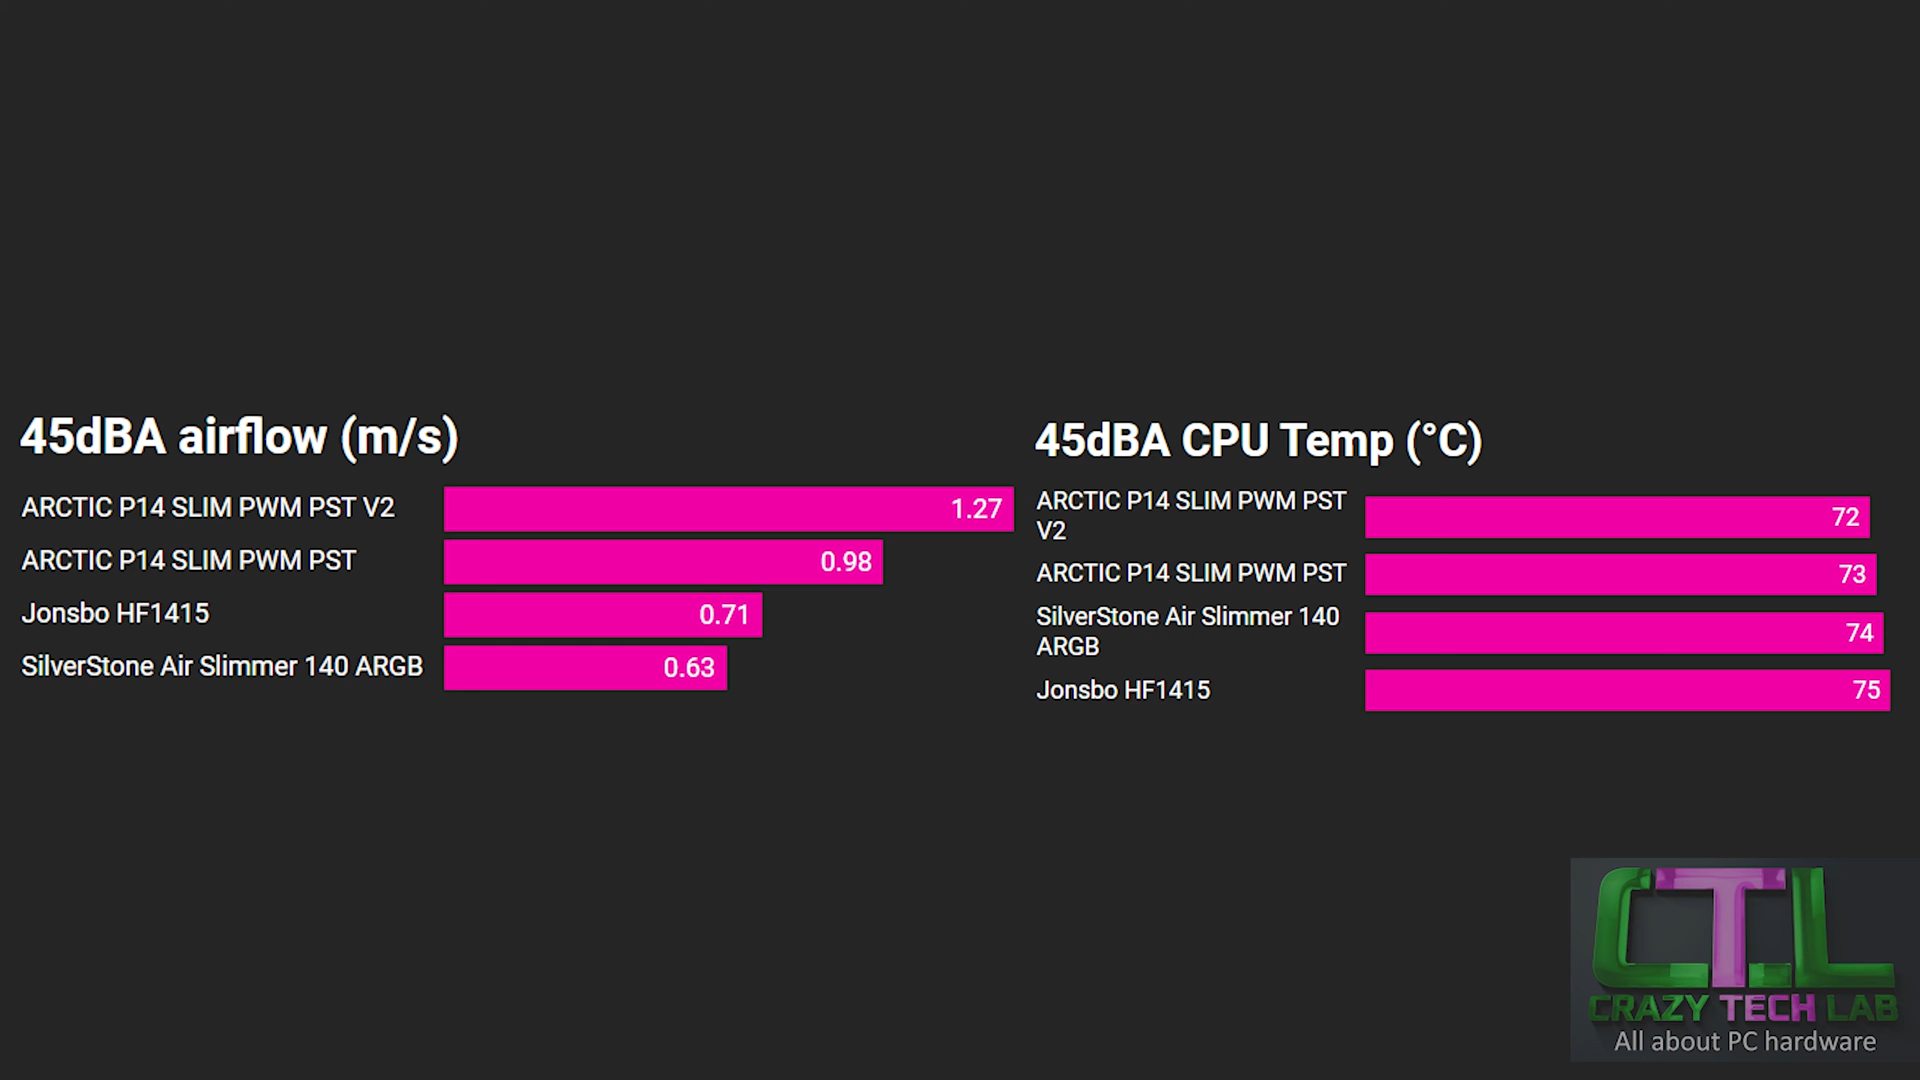 45dBA airflow (m/s)
ARCTIC P14 SLIM PWM PST V2 1.27
ARCTIC P14 SLIM PWM PST 0.98
Jonsbo HF1415 0.71
SilverStone Air Slimmer 140 ARGB 0.63
45dBA CPU Temp (°C)
ARCTIC P14 SLIM PWM PST
V2 72
ARCTIC P14 SLIM PWM PST 73
SilverStone Air Slimmer 140
ARGB 74
Jonsbo HF1415 75
CTL
CRAZY TECH LAB
All about PC hardware